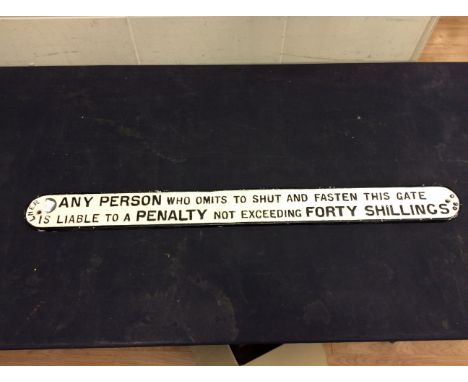 ANY PERSON WHO OMITS TO SHUT AND FASTEN THIS GATE
IS LIABLE TO A PENALTY NOT EXCEEDING FORTY SHILLINGS